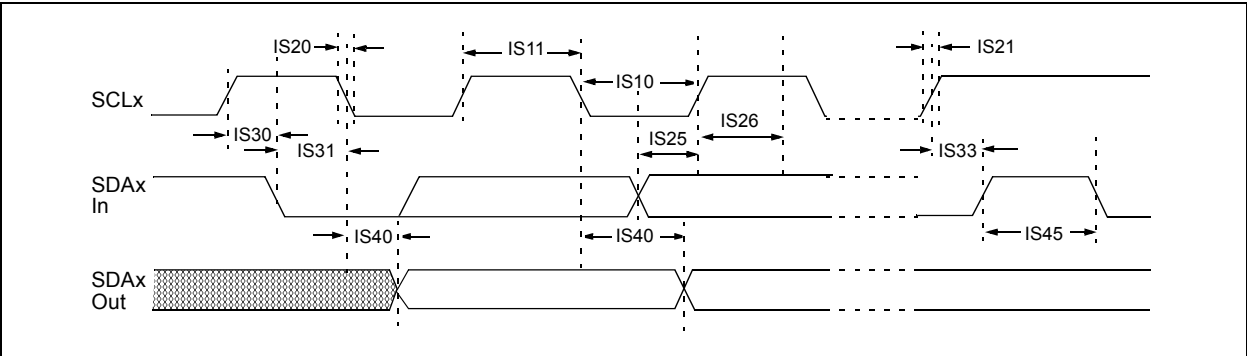 IS20
IS11
IS21
IS10
SCLx
IS26
IS30
IS31
IS25
IS33
SDAx
In
IS40
IS40
IS45
SDAx
Out